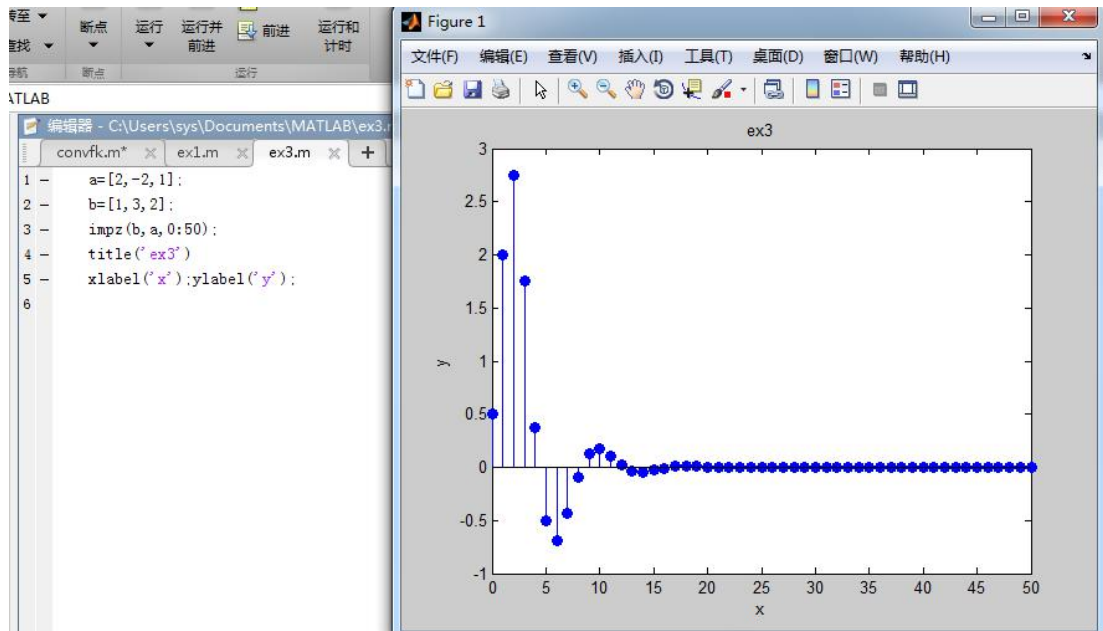 断点
运行
运行并
前进
前进
运行和
计时
断点
运行
编辑器 - C:\Users\sys\Documents\MATLAB\ex3.
convfk.m*
ex1.m
ex3.m
1 - a=[2,-2,1];
2 - b=[1,3,2];
3 - impz(b,a,0:50);
4 - title('ex3')
5 - xlabel('x');ylabel('y');
6
Figure 1
文件(F) 编辑(E) 查看(V) 插入(I) 工具(T) 桌面(D) 窗口(W) 帮助(H)
ex3
3
2.5
2
1.5
1
0.5
0
-0.5
-1
y
0 5 10 15 20 25 30 35 40 45 50
x